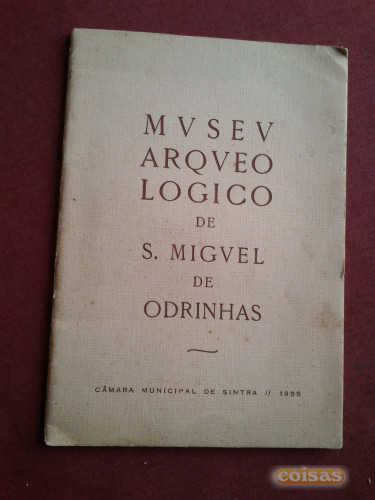 MVSEV
ARQVEO
LOGICO
DE
S. MIGVEL
DE
ODRINHAS
CÂMARA MUNICIPAL DE SINTRA // 1955
coisas